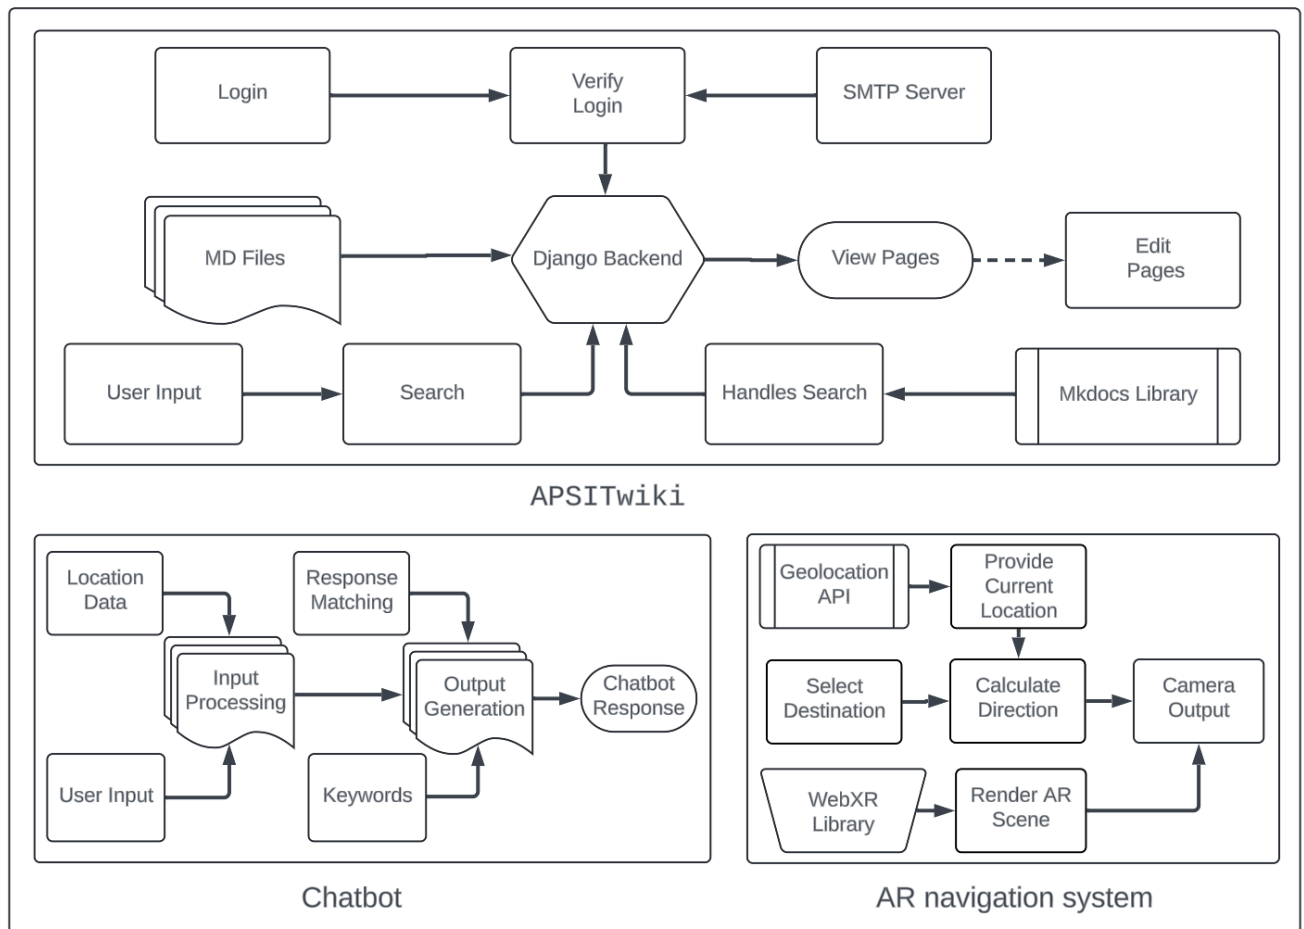 Login
Verify
Login
SMTP Server
MD Files
Django Backend
View Pages
Edit
Pages
User Input
Search
Handles Search
Mkdocs Library
APSITwiki
Location
Data
Response
Matching
Input
Processing
Output
Generation
Chatbot
Response
User Input
Keywords
Chatbot
Geolocation
API
Provide
Current
Location
Select
Destination
Calculate
Direction
Camera
Output
WebXR
Library
Render AR
Scene
AR navigation system